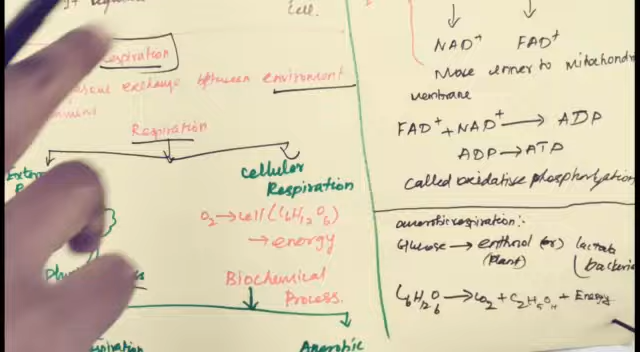 Cell.
Respiration
exchange between environment
Respiration
Cellular
Respiration
O2 → cell (C6H12O6)
→ energy
Biochemical
Process.
Anaerobic
NAD+ FAD+
Move inner to mitochondri
membrane
FAD+ + NAD+ → ADP
ADP → ATP
Called oxidative phosphorylation
anaerobic respiration:-
Glucose → enthnol (or) lactate
(plant) (bacteria
C6H12O6 → CO2 + C2H5OH + Energy